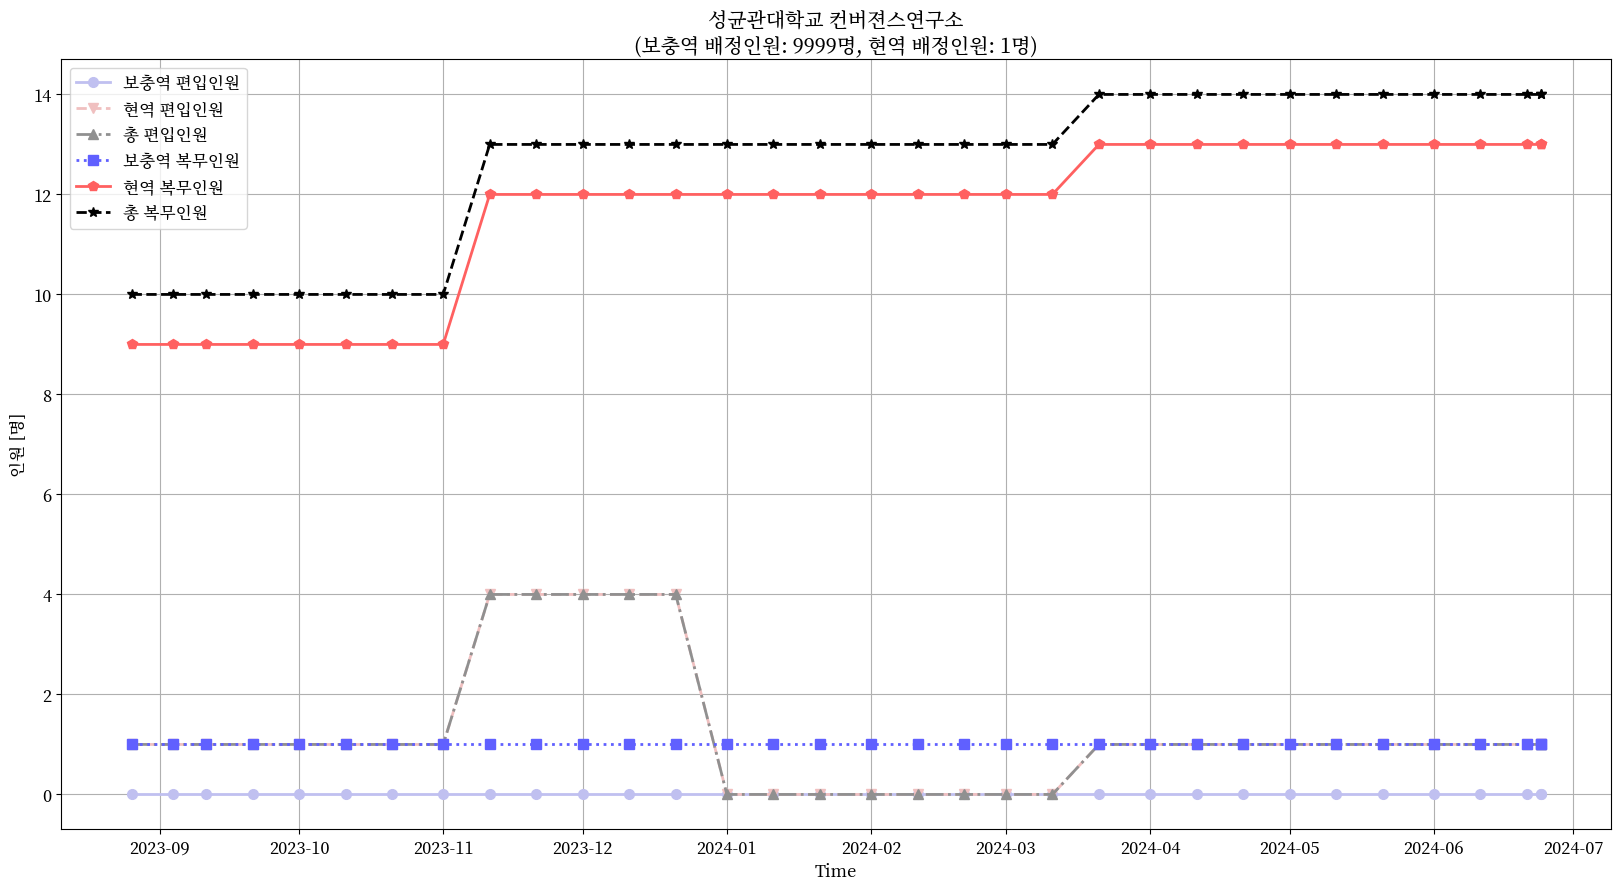 성균관대학교 컨버젼스연구소
(보충역 배정인원: 9999명, 현역 배정인원: 1명)
보충역 편입인원
현역 편입인원
총 편입인원
보충역 복무인원
현역 복무인원
총 복무인원
14
12
10
8
6
4
2
0
인원 [명]
2023-09
2023-10
2023-11
2023-12
2024-01
2024-02
2024-03
2024-04
2024-05
2024-06
2024-07
Time